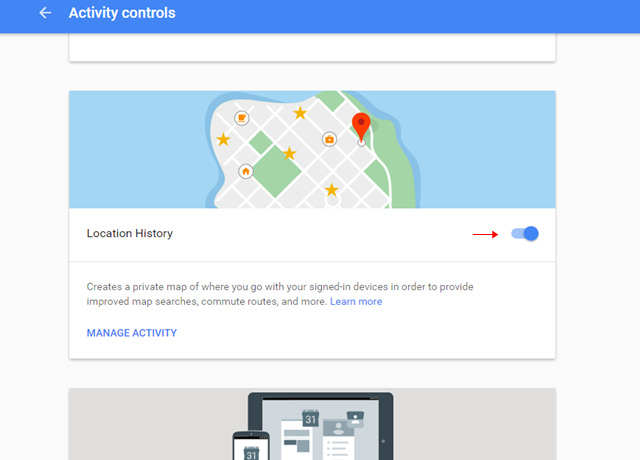 Activity controls
Location History
Creates a private map of where you go with your signed-in devices in order to provide
improved map searches, commute routes, and more. Learn more
MANAGE ACTIVITY
31
31